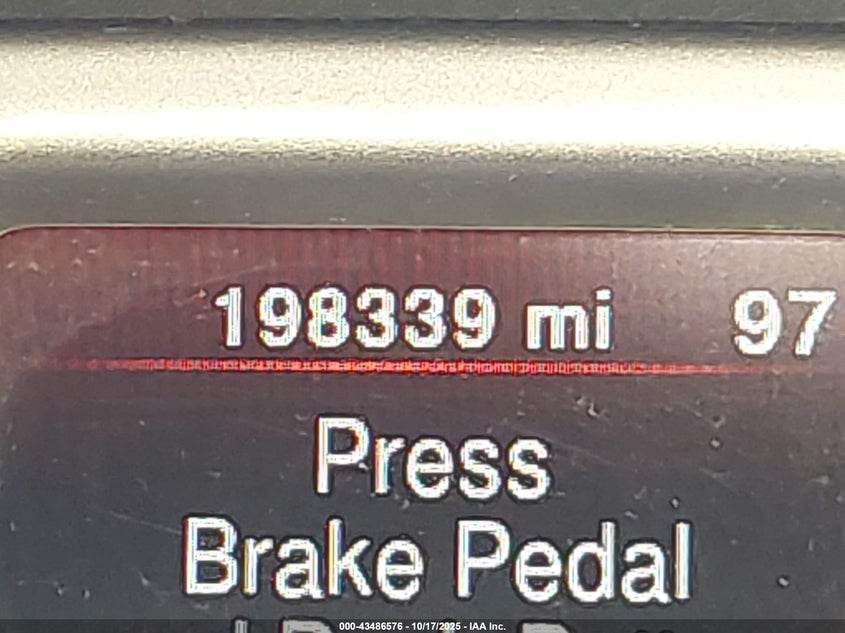 198339 mi 97
Press
Brake Pedal
000-43486576 - 10/17/2025 - IAA Inc.